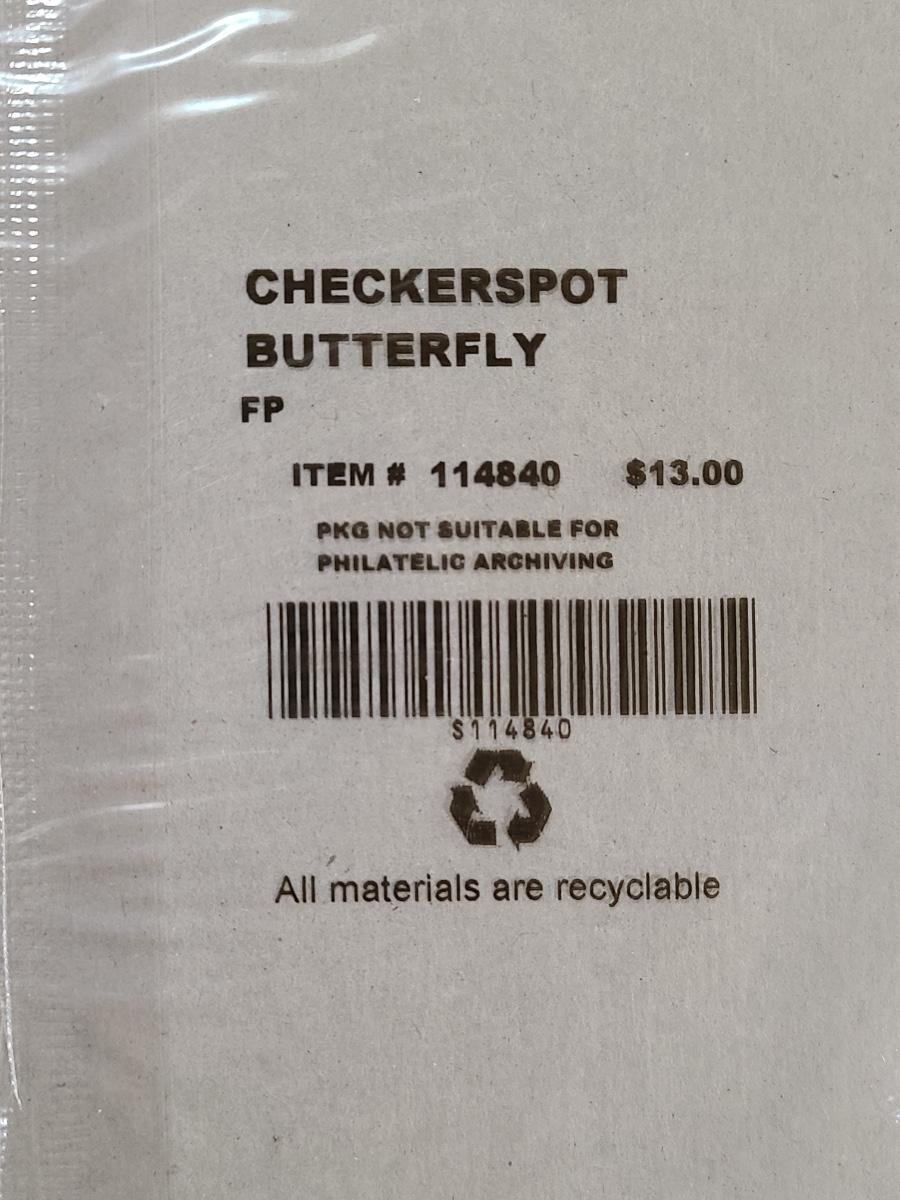 CHECKERSPOT
BUTTERFLY
FP
ITEM # 114840 $13.00
PKG NOT SUITABLE FOR
PHILATELIC ARCHIVING
S114840
All materials are recyclable